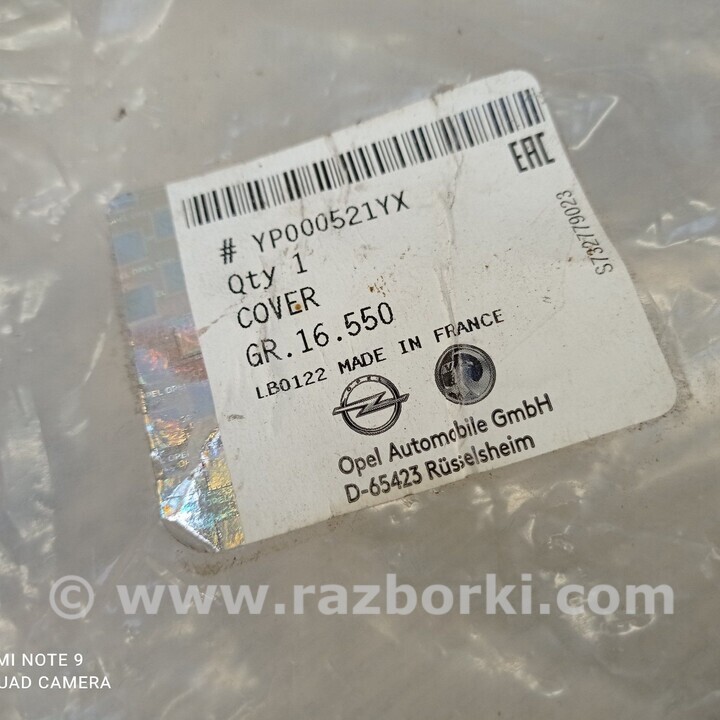 EAC
# YP000521YX
Qty 1
COVER
GR.16.550
LB0122 MADE IN FRANCE
S732779023
OPEL
Opel Automobile GmbH
D-65423 Rüsselsheim
© www.razborki.com
MI NOTE 9
QUAD CAMERA